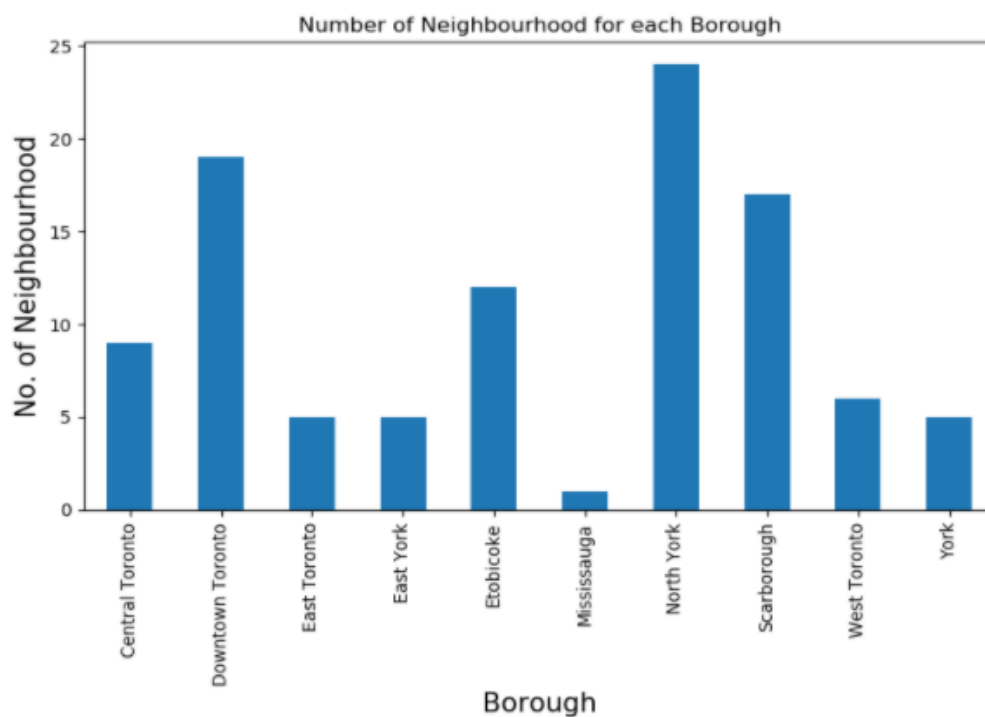 Number of Neighbourhood for each Borough
No. of Neighbourhood
25
20
15
10
5
0
Central Toronto
Downtown Toronto
East Toronto
East York
Etobicoke
Mississauga
North York
Scarborough
West Toronto
York
Borough